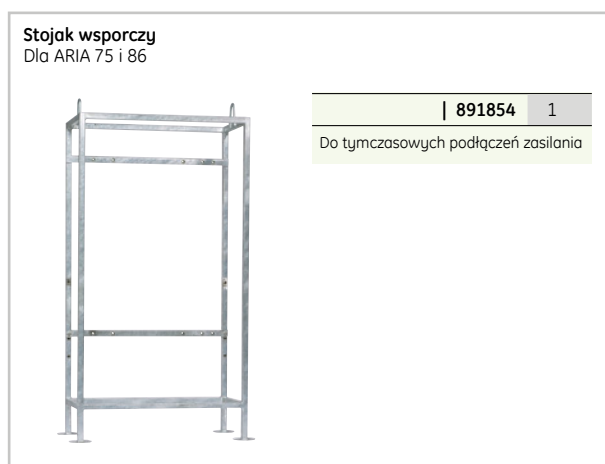 Stojak wsporczy
Dla ARIA 75 i 86
| 891854 1
Do tymczasowych podłączeń zasilania